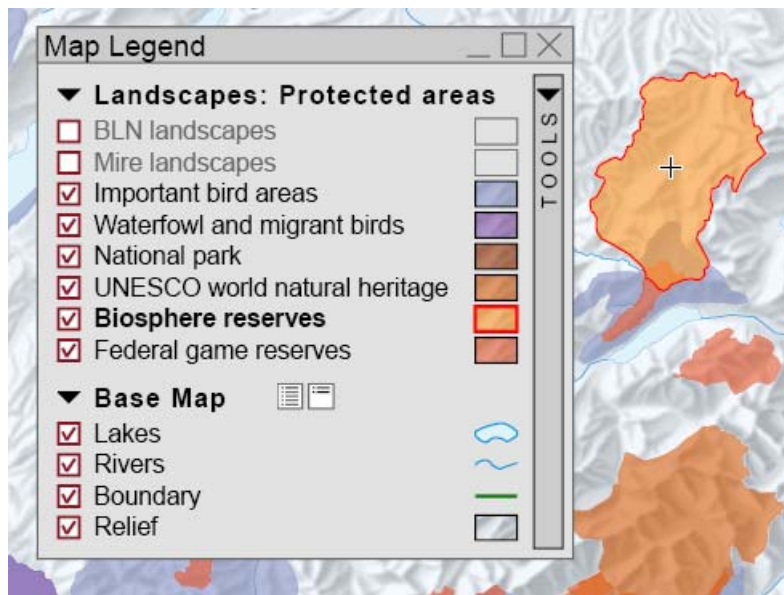 Map Legend
Landscapes: Protected areas
BLN landscapes
Mire landscapes
Important bird areas
Waterfowl and migrant birds
National park
UNESCO world natural heritage
Biosphere reserves
Federal game reserves
Base Map
Lakes
Rivers
Boundary
Relief
TOOLS